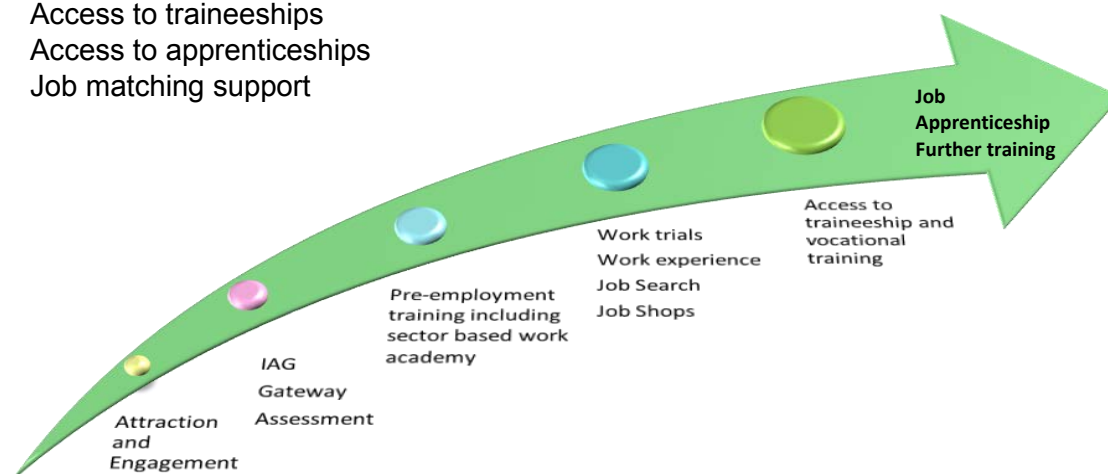 Access to traineeships
Access to apprenticeships
Job matching support
Job
Apprenticeship
Further training
Access to
traineeship and
vocational
training
Work trials
Work experience
Job Search
Job Shops
Pre-employment
training including
sector based work
academy
IAG
Gateway
Assessment
Attraction
and
Engagement